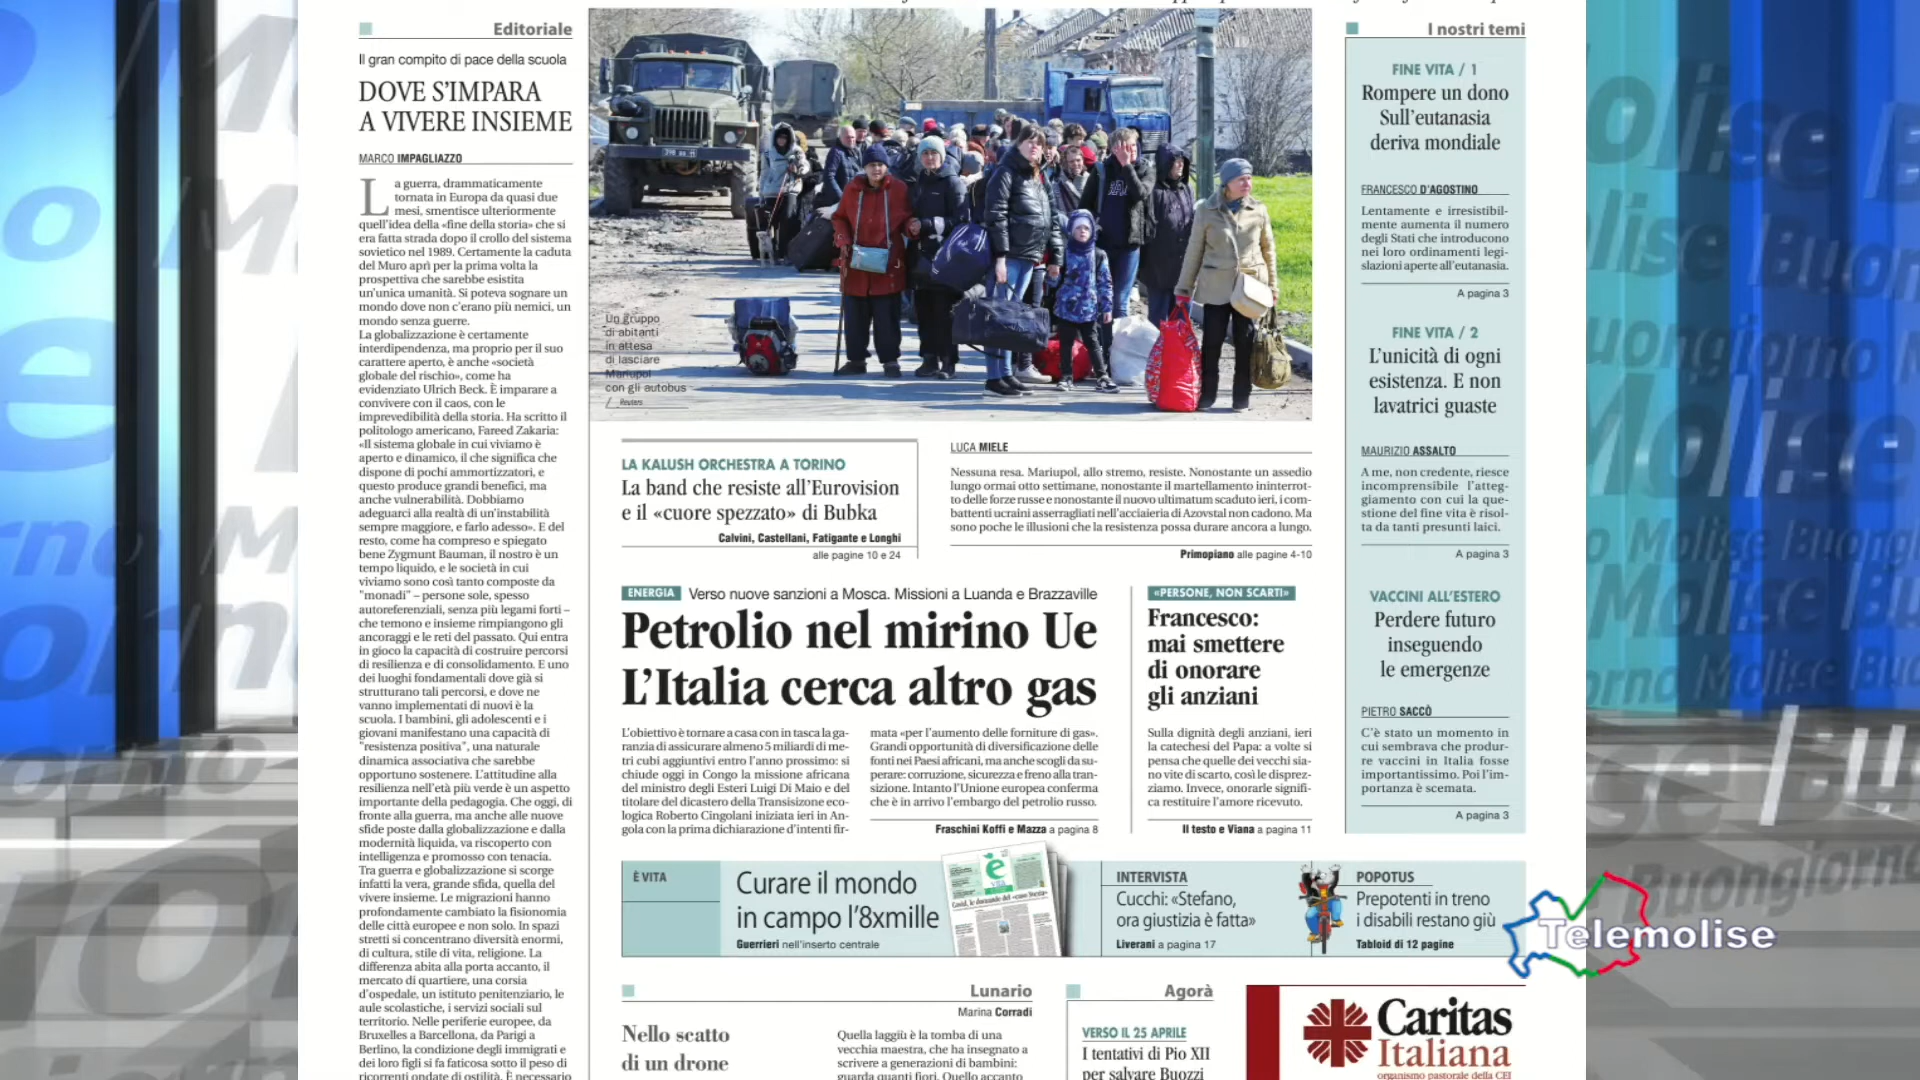 Editoriale
Il gran compito di pace della scuola
DOVE S'IMPARA
A VIVERE INSIEME
MARCO IMPAGLIAZZO
La guerra, drammaticamente
tornata in Europa da quasi due
mesi, smentisce ulteriormente
quell'idea della «fine della storia» che si
era fatta strada dopo il crollo del sistema
sovietico nel 1989. Certamente la caduta
del Muro aprì per la prima volta la
prospettiva che sarebbe esistita
un'unica umanità. Si poteva sognare un
mondo dove non c'erano più nemici, un
mondo senza guerre.
La globalizzazione è certamente
interdipendenza, ma proprio per il suo
carattere aperto, è anche «società
globale del rischio», come ha
evidenziato Ulrich Beck. È imparare a
convivere con il caos, con le
imprevedibilità della storia. Ha scritto il
politologo americano, Fareed Zakaria:
«Il sistema globale in cui viviamo è
aperto e dinamico, il che significa che
dispone di pochi ammortizzatori, e
questo produce grandi benefici, ma
anche vulnerabilità. Dobbiamo
adeguarci alla realtà di un'instabilità
sempre maggiore, e farlo adesso». E del
resto, come ha compreso e spiegato
bene Zygmunt Bauman, il nostro è un
tempo liquido, e le società in cui
viviamo sono così tanto composte da
"monadi" – persone sole, spesso
autoreferenziali, senza più legami forti –
che temono e insieme rimpiangono gli
ancoraggi e le reti del passato. Qui entra
in gioco la capacità di costruire percorsi
di resilienza e di consolidamento. E uno
dei luoghi fondamentali dove già si
strutturano tali percorsi, e dove ne
vanno implementati di nuovi è la
scuola. I bambini, gli adolescenti e i
giovani manifestano una capacità di
"resistenza positiva", una naturale
dinamica associativa che sarebbe
opportuno sostenere. L'attitudine alla
resilienza nell'età più verde è un aspetto
importante della pedagogia. Che oggi, di
fronte alla guerra, ma anche alle nuove
sfide poste dalla globalizzazione e dalla
modernità liquida, va riscoperto con
intelligenza e promosso con tenacia.
Tra guerra e globalizzazione si scorge
infatti la vera, grande sfida, quella del
vivere insieme. Le migrazioni hanno
profondamente cambiato la fisionomia
delle città europee e non solo. In spazi
stretti si concentrano diversità enormi,
di cultura, stile di vita, religione. La
differenza abita alla porta accanto, il
mercato di quartiere, una corsia
d'ospedale, un istituto penitenziario, le
aule scolastiche, i servizi sociali sul
territorio. Nelle periferie europee, da
Bruxelles a Barcellona, da Parigi a
Berlino, la condizione degli immigrati e
dei loro figli si fa faticosa sotto il peso di
ricorrenti ondate di ostilità. È necessario
Un gruppo
di abitanti
in attesa
di lasciare
Mariupol
con gli autobus
/ Reuters
LA KALUSH ORCHESTRA A TORINO
La band che resiste all'Eurovision
e il «cuore spezzato» di Bubka
Calvini, Castellani, Fatigante e Longhi
alle pagine 10 e 24
LUCA MIELE
Nessuna resa. Mariupol, allo stremo, resiste. Nonostante un assedio
lungo ormai otto settimane, nonostante il martellamento ininterrot-
to delle forze russe e nonostante il nuovo ultimatum scaduto ieri, i com-
battenti ucraini asserragliati nell'acciaieria di Azovstal non cadono. Ma
sono poche le illusioni che la resistenza possa durare ancora a lungo.
Primopiano alle pagine 4-10
ENERGIA Verso nuove sanzioni a Mosca. Missioni a Luanda e Brazzaville
Petrolio nel mirino Ue
L'Italia cerca altro gas
L'obiettivo è tornare a casa con in tasca la ga-
ranzia di assicurare almeno 5 miliardi di me-
tri cubi aggiuntivi entro l'anno prossimo: si
chiude oggi in Congo la missione africana
del ministro degli Esteri Luigi Di Maio e del
titolare del dicastero della Transisizone eco-
logica Roberto Cingolani iniziata ieri in An-
gola con la prima dichiarazione d'intenti fir-
mata «per l'aumento delle forniture di gas».
Grandi opportunità di diversificazione delle
fonti nei Paesi africani, ma anche scogli da su-
perare: corruzione, sicurezza e freno alla tran-
sizione. Intanto l'Unione europea conferma
che è in arrivo l'embargo del petrolio russo.
Fraschini Koffi e Mazza a pagina 8
«PERSONE, NON SCARTI»
Francesco:
mai smettere
di onorare
gli anziani
Sulla dignità degli anziani, ieri
la catechesi del Papa: a volte si
pensa che quelle dei vecchi sia-
no vite di scarto, così le disprez-
ziamo. Invece, onorarle signifi-
ca restituire l'amore ricevuto.
Il testo e Viana a pagina 11
I nostri temi
FINE VITA / 1
Rompere un dono
Sull'eutanasia
deriva mondiale
FRANCESCO D'AGOSTINO
Lentamente e irresistibil-
mente aumenta il numero
degli Stati che introducono
nei loro ordinamenti legi-
slazioni aperte all'eutanasia.
A pagina 3
FINE VITA / 2
L'unicità di ogni
esistenza. E non
lavatrici guaste
MAURIZIO ASSALTO
A me, non credente, riesce
incomprensibile l'atteg-
giamento con cui la que-
stione del fine vita è risol-
ta da tanti presunti laici.
A pagina 3
VACCINI ALL'ESTERO
Perdere futuro
inseguendo
le emergenze
PIETRO SACCÒ
C'è stato un momento in
cui sembrava che produr-
re vaccini in Italia fosse
importantissimo. Poi l'im-
portanza è scemata.
A pagina 3
È VITA
Curare il mondo
in campo l'8xmille
Guerrieri nell'inserto centrale
INTERVISTA
Cucchi: «Stefano,
ora giustizia è fatta»
Liverani a pagina 17
POPOTUS
Prepotenti in treno
i disabili restano giù
Tabloid di 12 pagine
Telemolise
Lunario
Marina Corradi
Nello scatto
di un drone
Quella laggiù è la tomba di una
vecchia maestra, che ha insegnato a
scrivere a generazioni di bambini:
guarda quanti fiori. Quello accanto
Agorà
VERSO IL 25 APRILE
I tentativi di Pio XII
per salvare Buozzi
Caritas
Italiana
organismo pastorale della CEI